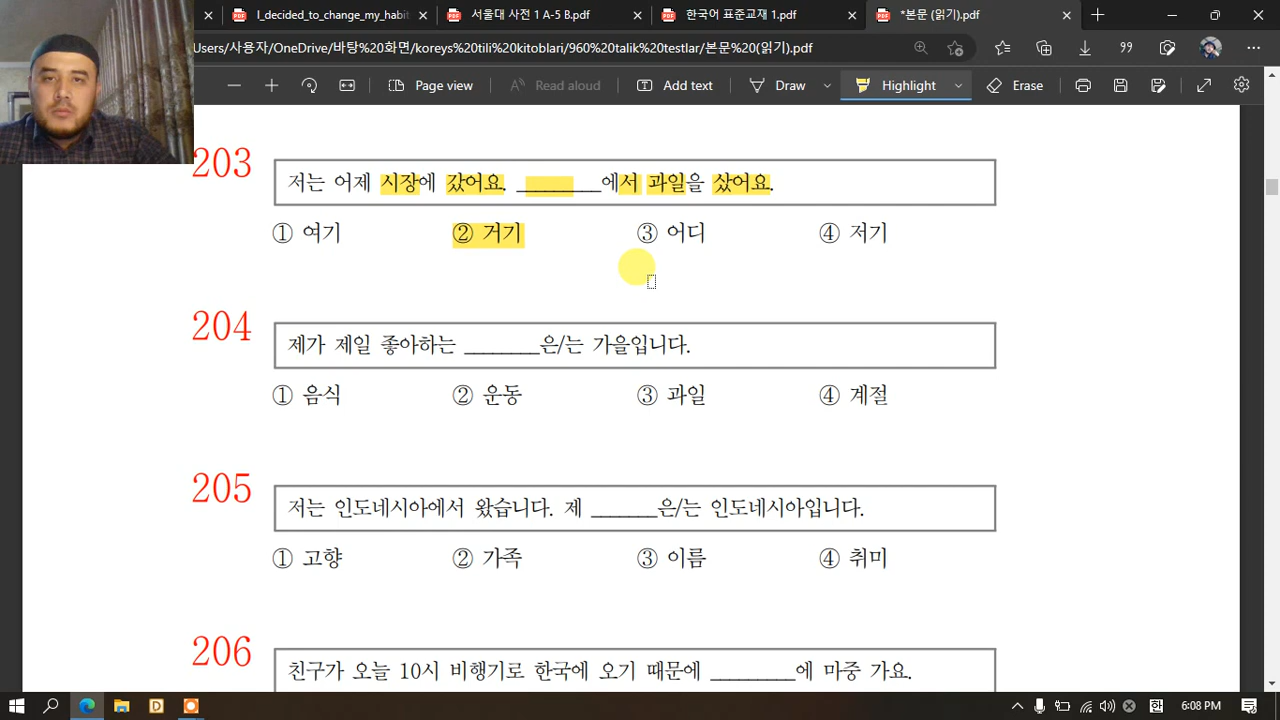 I_decided_to_change_my_habit
서울대 사전 1 A-5 B.pdf
한국어 표준교재 1.pdf
*본문 (읽기).pdf
Users/사용자/OneDrive/바탕%20화면/koreys%20tili%20kitoblari/960%20talik%20testlar/본문%20(읽기).pdf
Page view
Read aloud
Add text
Draw
Highlight
Erase
203
저는 어제 시장에 갔어요. _________에서 과일을 샀어요.
① 여기 ② 거기 ③ 어디 ④ 저기
204
제가 제일 좋아하는 ________은/는 가을입니다.
① 음식 ② 운동 ③ 과일 ④ 계절
205
저는 인도네시아에서 왔습니다. 제 _______은/는 인도네시아입니다.
① 고향 ② 가족 ③ 이름 ④ 취미
206
친구가 오늘 10시 비행기로 한국에 오기 때문에 _________에 마중 가요.
한 6:08 PM